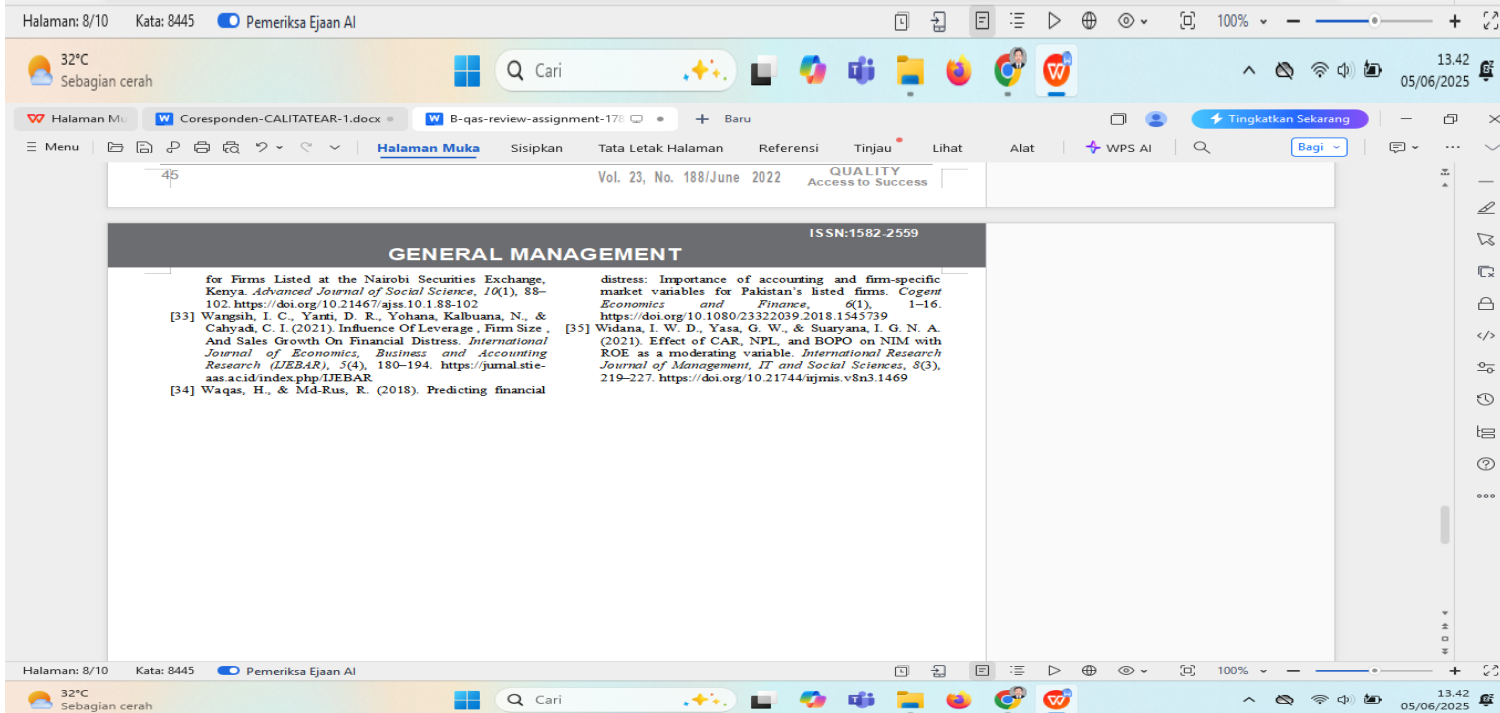 Halaman: 8/10 Kata: 8445 Pemeriksa Ejaan AI 100%
32°C
Sebagian cerah
Cari
13.42
05/06/2025
Halaman Mu Coresponden-CALITATEAR-1.docx B-qas-review-assignment-178 Baru Tingkatkan Sekarang
Menu Halaman Muka Sisipkan Tata Letak Halaman Referensi Tinjau Lihat Alat WPS AI Bagi
45 Vol. 23, No. 188/June 2022 QUALITY
Access to Success
ISSN:1582-2559
GENERAL MANAGEMENT
for Firms Listed at the Nairobi Securities Exchange,
Kenya. Advanced Journal of Social Science, 10(1), 88–
102. https://doi.org/10.21467/ajss.10.1.88-102
[33] Wangsih, I. C., Yanti, D. R., Yohana, Kalbuana, N., &
Cahyadi, C. I. (2021). Influence Of Leverage , Firm Size ,
And Sales Growth On Financial Distress. International
Journal of Economics, Business and Accounting
Research (IJEBAR), 5(4), 180–194. https://jurnal.stie-
aas.ac.id/index.php/IJEBAR
[34] Waqas, H., & Md-Rus, R. (2018). Predicting financial
distress: Importance of accounting and firm-specific
market variables for Pakistan's listed firms. Cogent
Economics and Finance, 6(1), 1–16.
https://doi.org/10.1080/23322039.2018.1545739
[35] Widana, I. W. D., Yasa, G. W., & Suaryana, I. G. N. A.
(2021). Effect of CAR, NPL, and BOPO on NIM with
ROE as a moderating variable. International Research
Journal of Management, IT and Social Sciences, 8(3),
219–227. https://doi.org/10.21744/irjmis.v8n3.1469
Halaman: 8/10 Kata: 8445 Pemeriksa Ejaan AI 100%
32°C
Sebagian cerah
Cari
13.42
05/06/2025